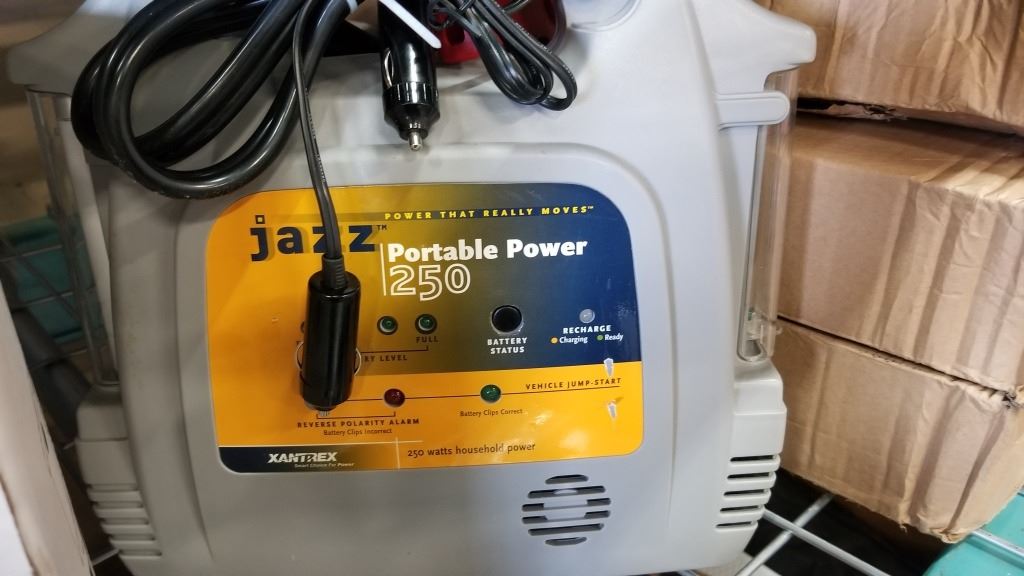 POWER THAT REALLY MOVES™
jazz™
Portable Power
250
FULL
RY LEVEL
BATTERY
STATUS
RECHARGE
Charging Ready
VEHICLE JUMP-START
REVERSE POLARITY ALARM
Battery Clips Incorrect
Battery Clips Correct
XANTREX
Smart Choice For Power
250 watts household power